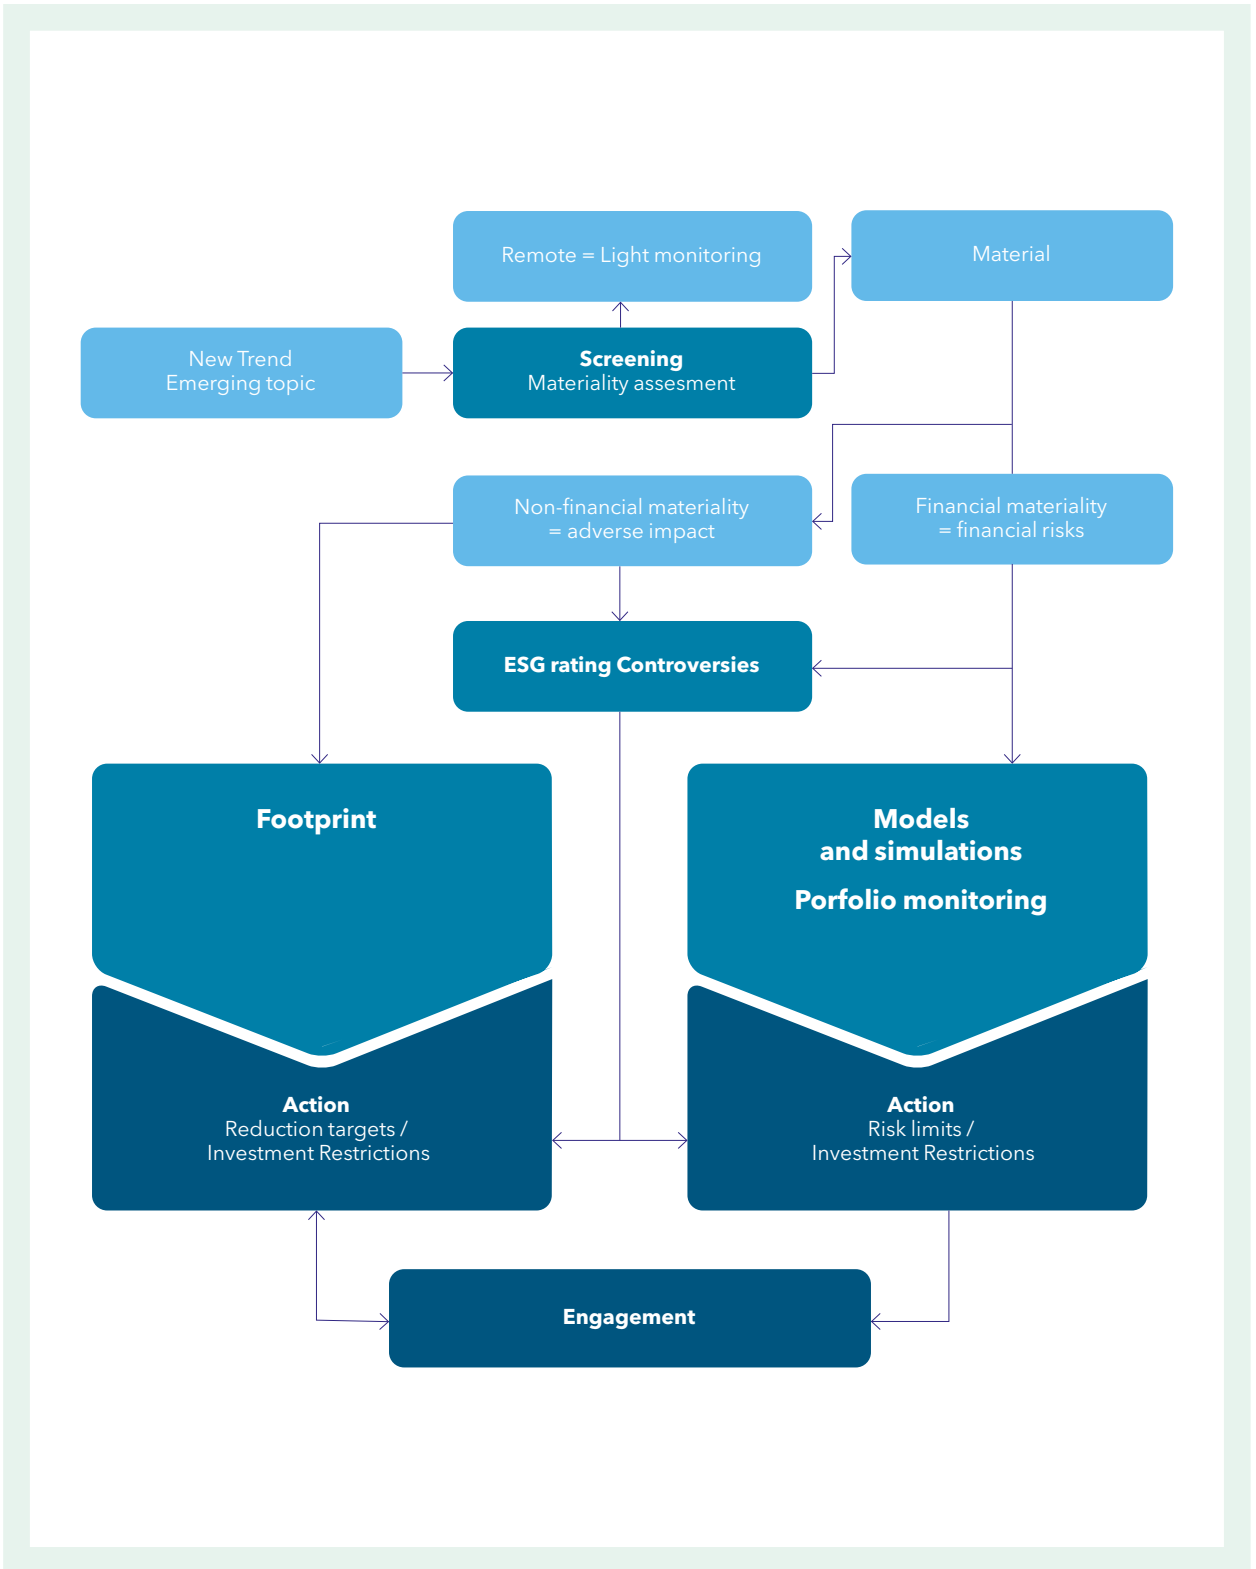 Remote = Light monitoring
Material
New Trend
Emerging topic
Screening
Materiality assesment
Non-financial materiality
= adverse impact
Financial materiality
= financial risks
ESG rating Controversies
Footprint
Models
and simulations
Porfolio monitoring
Action
Reduction targets /
Investment Restrictions
Action
Risk limits /
Investment Restrictions
Engagement